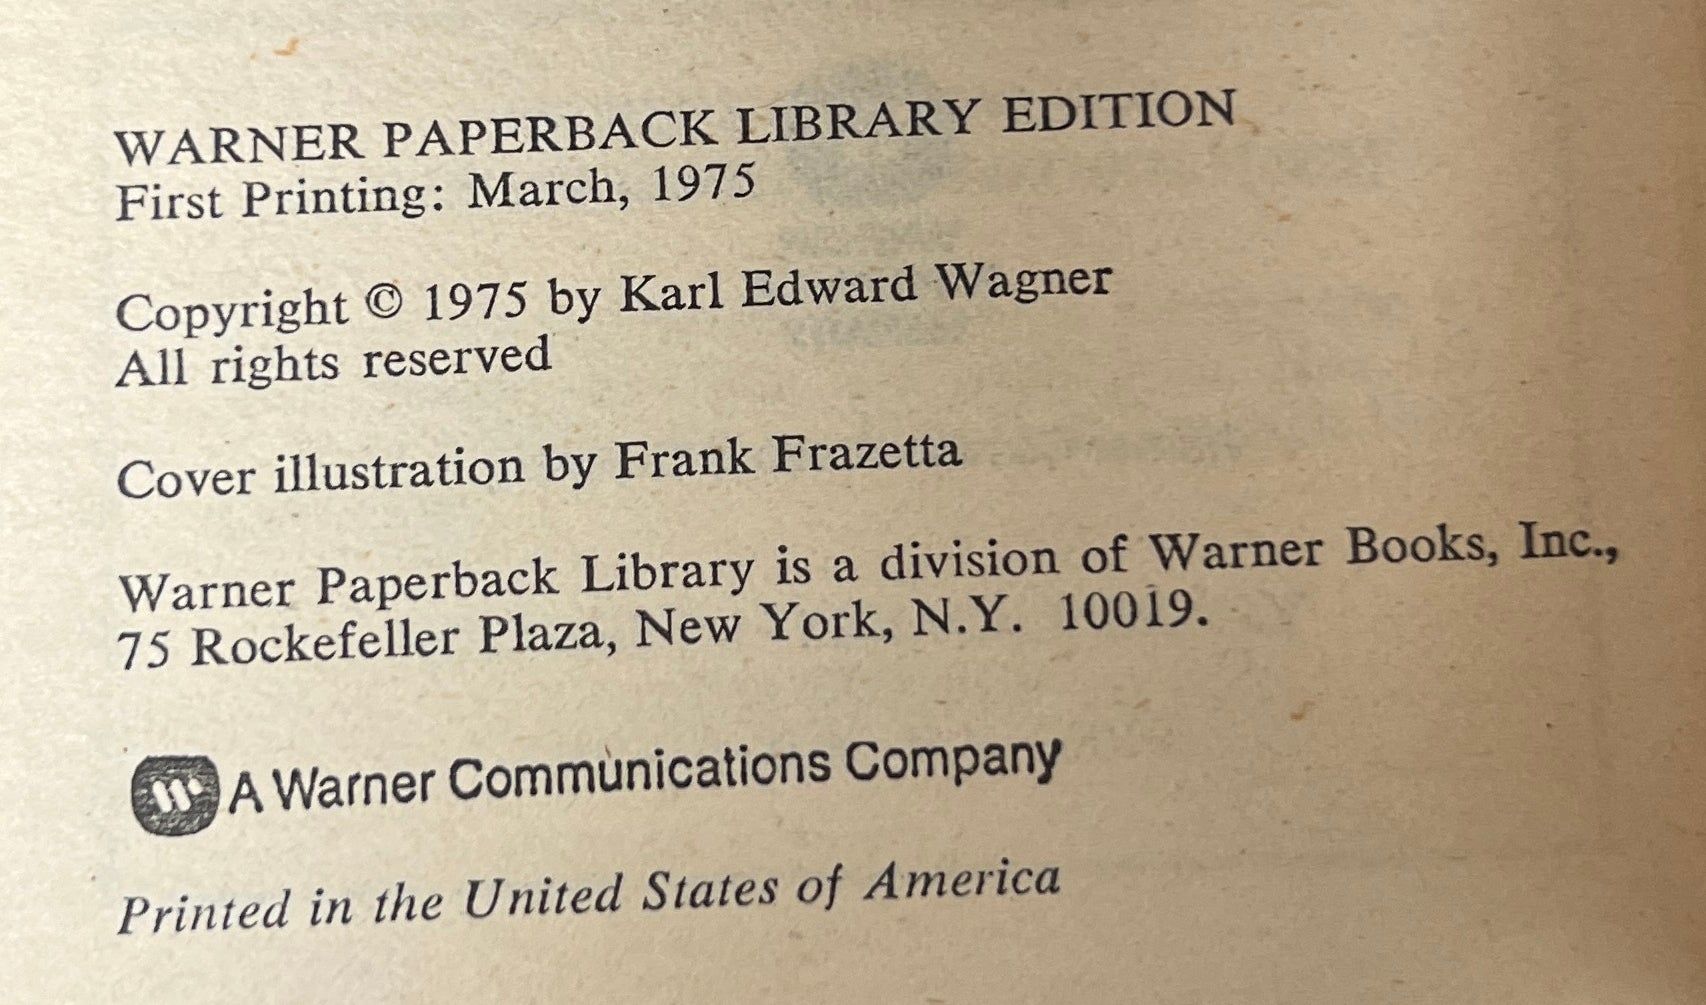 WARNER PAPERBACK LIBRARY EDITION
First Printing: March, 1975
Copyright © 1975 by Karl Edward Wagner
All rights reserved
Cover illustration by Frank Frazetta
Warner Paperback Library is a division of Warner Books, Inc.,
75 Rockefeller Plaza, New York, N.Y. 10019.
A Warner Communications Company
Printed in the United States of America